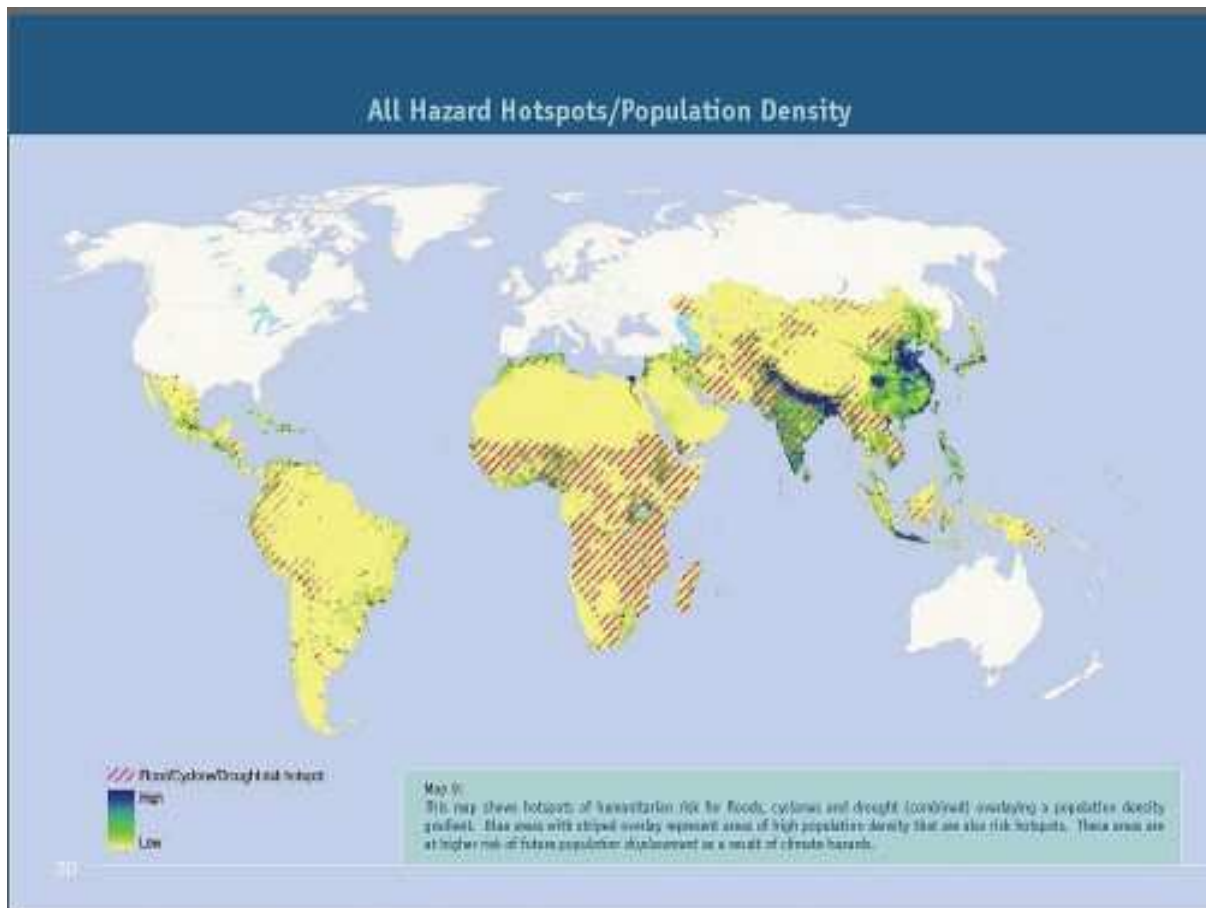 All Hazard Hotspots/Population Density
Flood/Cyclone/Drought risk hotspot
High
Low
Map 9:
This map shows hotspots of humanitarian risk for floods, cyclones and drought (combined) overlaying a population density
gradient. Blue areas with striped overlay represent areas of high population density that are also risk hotspots. These areas are
at higher risk of future population displacement as a result of climate hazards.